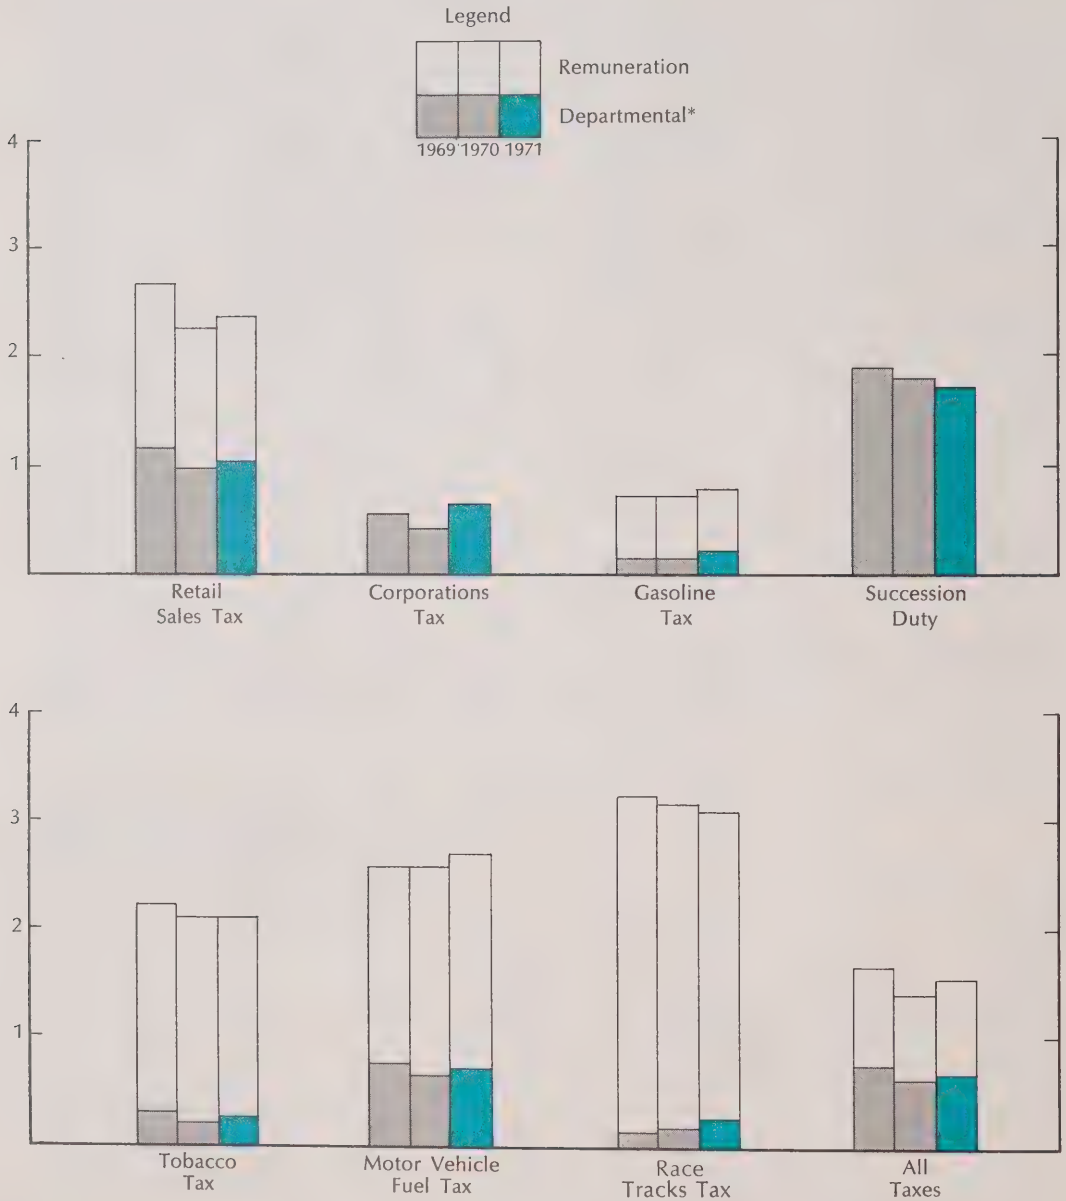 Legend
Remuneration
Departmental*
1969 1970 1971
4
3
2
1
Retail
Sales Tax
Corporations
Tax
Gasoline
Tax
Succession
Duty
4
3
2
1
Tobacco
Tax
Motor Vehicle
Fuel Tax
Race
Tracks Tax
All
Taxes